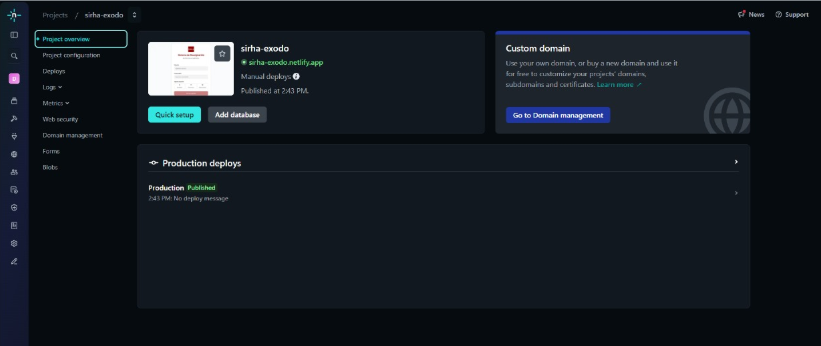 Projects / sirha-exodo
News
Support
Project overview
Project configuration
Deploys
Logs
Metrics
Web security
Domain management
Forms
Blobs
sirha-exodo
sirha-exodo.netlify.app
Manual deploys
Published at 2:43 PM.
Quick setup
Add database
Custom domain
Use your own domain, or buy a new domain and use it
for free to customize your projects' domains,
subdomains and certificates. Learn more
Go to Domain management
Production deploys
Production Published
2:43 PM: No deploy message